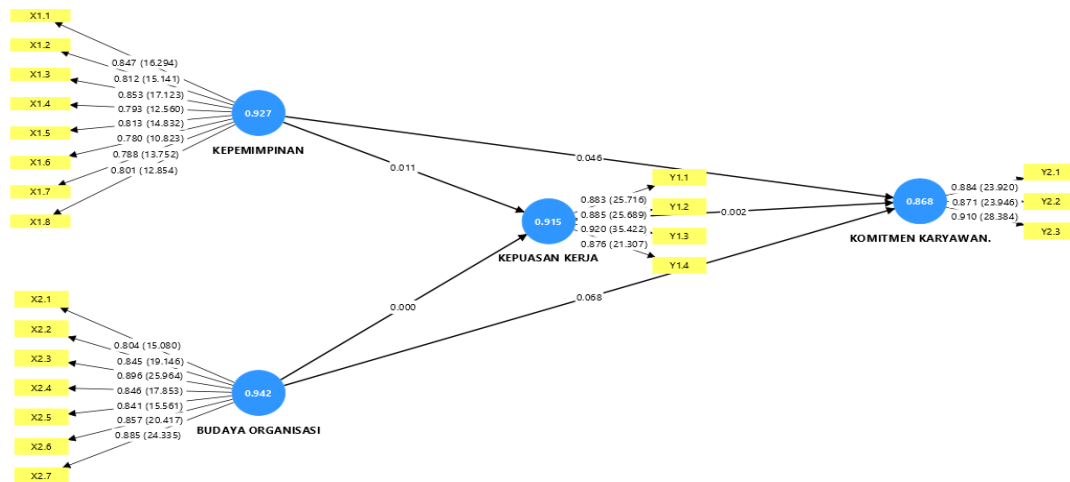 X1.1
X1.2
X1.3
X1.4
X1.5
X1.6
X1.7
X1.8
0.847 (16.294)
0.812 (15.141)
0.853 (17.123)
0.793 (12.560)
0.813 (14.832)
0.780 (10.823)
0.788 (13.752)
0.801 (12.854)
0.927
KEPEMIMPINAN
0.046
0.011
Y1.1
Y1.2
Y1.3
Y1.4
0.883 (25.716)
0.885 (25.689)
0.920 (35.422)
0.876 (21.307)
0.915
KEPUASAN KERJA
0.002
0.868
KOMITMEN KARYAWAN.
0.884 (23.920)
0.871 (23.946)
0.910 (28.384)
Y2.1
Y2.2
Y2.3
0.000
0.068
X2.1
X2.2
X2.3
X2.4
X2.5
X2.6
X2.7
0.804 (15.080)
0.845 (19.146)
0.896 (25.964)
0.846 (17.853)
0.841 (15.561)
0.857 (20.417)
0.885 (24.335)
0.942
BUDAYA ORGANISASI